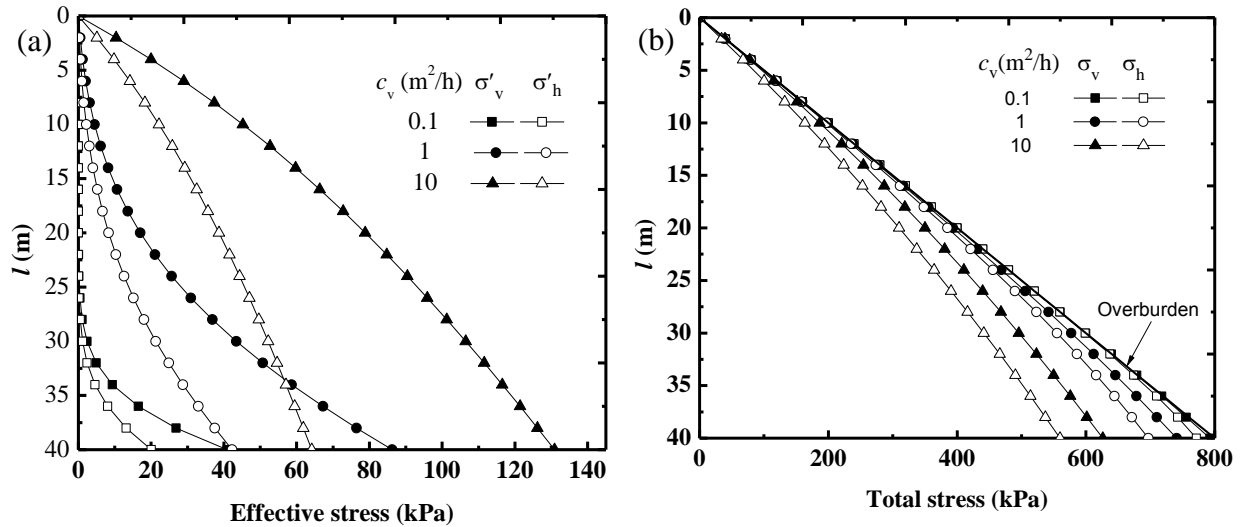 (a)
0
5
10
15
20
25
30
35
40
l (m)
c_v (m²/h) σ′_v σ′_h
0.1
1
10
0 20 40 60 80 100 120 140
Effective stress (kPa)
(b)
0
5
10
15
20
25
30
35
40
l (m)
c_v (m²/h) σ_v σ_h
0.1
1
10
Overburden
0 200 400 600 800
Total stress (kPa)